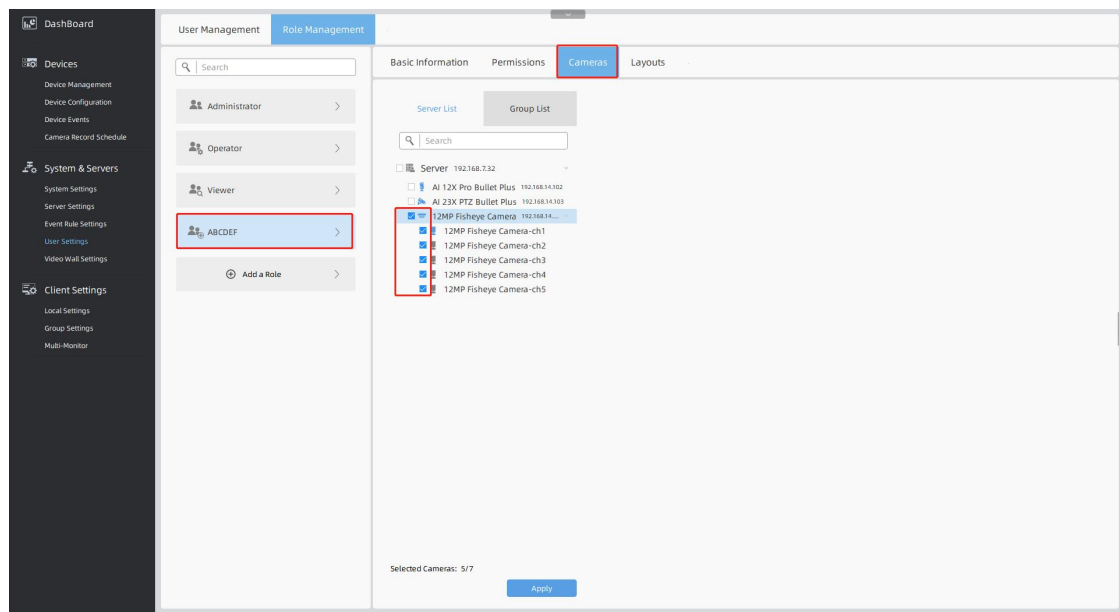 DashBoard
Devices
Device Management
Device Configuration
Device Events
Camera Record Schedule
System & Servers
System Settings
Server Settings
Event Rule Settings
User Settings
Video Wall Settings
Client Settings
Local Settings
Group Settings
Multi-Monitor
User Management Role Management
Search
Administrator
Operator
Viewer
ABCDEF
Add a Role
Basic Information Permissions Cameras Layouts
Server List Group List
Search
Server 192.168.7.32
AI 12X Pro Bullet Plus 192.168.14.102
AI 23X PTZ Bullet Plus 192.168.14.103
12MP Fisheye Camera 192.168.14....
12MP Fisheye Camera-ch1
12MP Fisheye Camera-ch2
12MP Fisheye Camera-ch3
12MP Fisheye Camera-ch4
12MP Fisheye Camera-ch5
Selected Cameras: 5/7
Apply